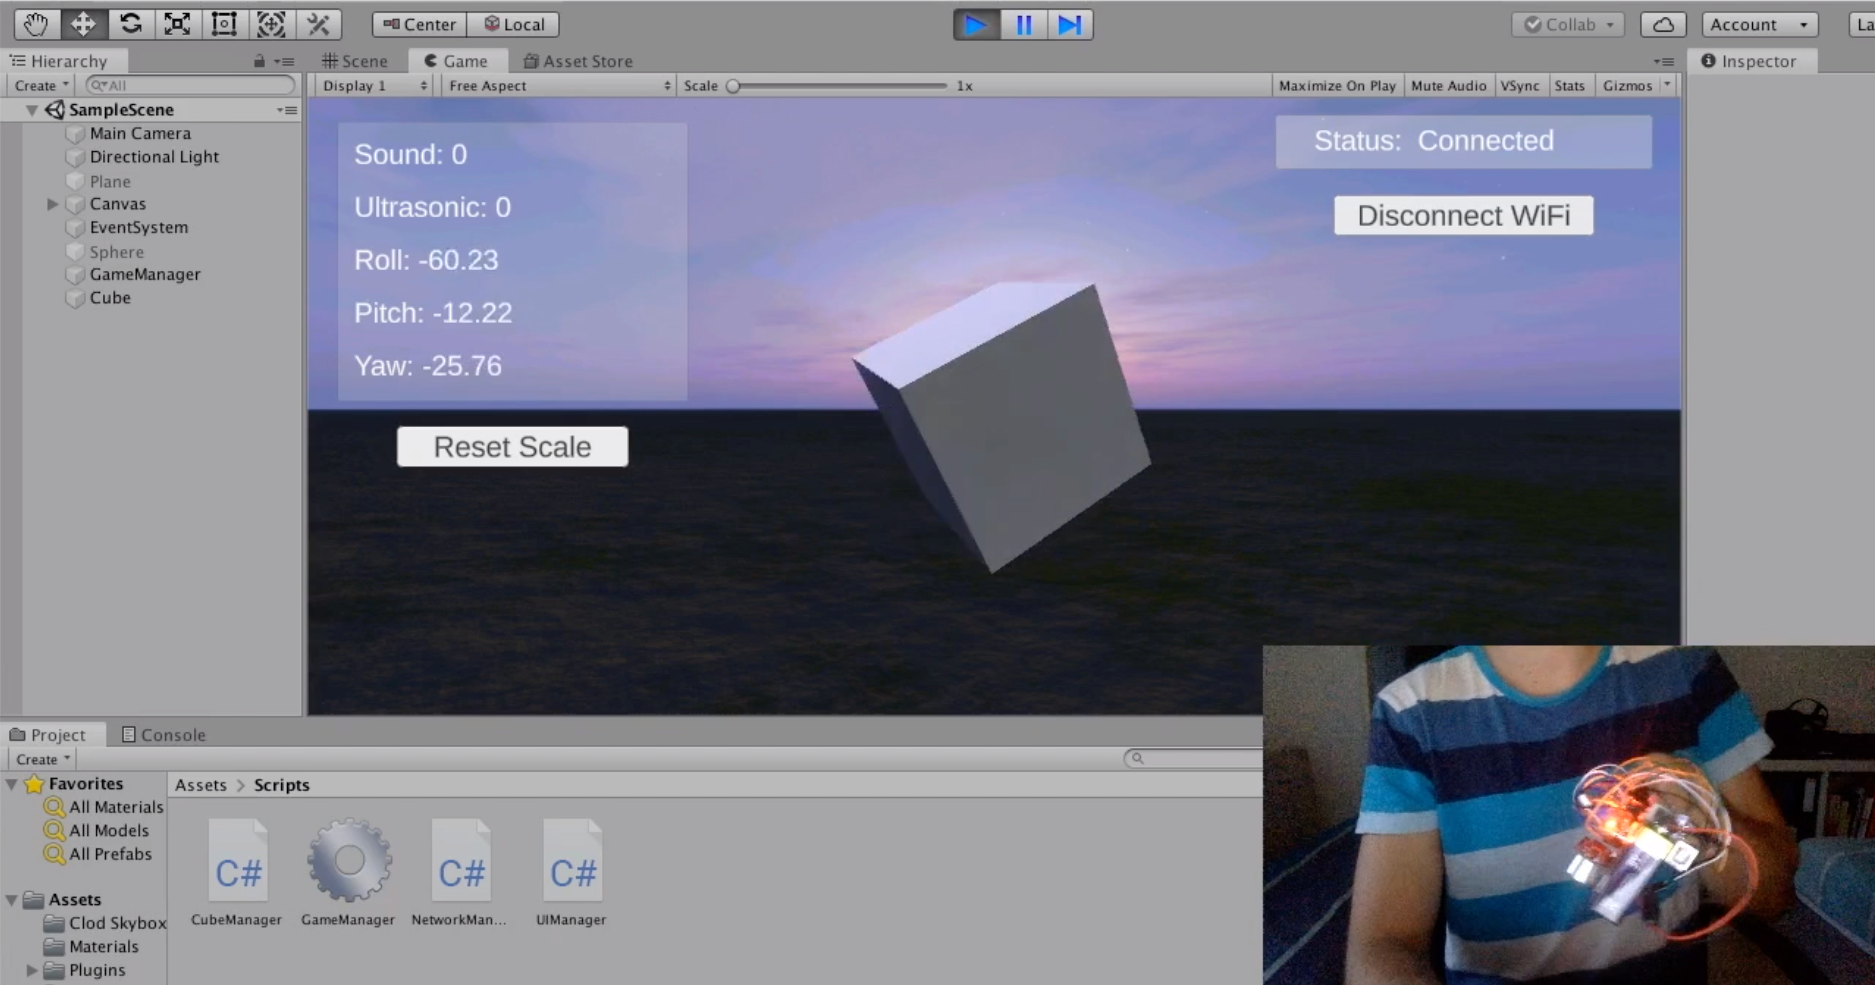 Center Local Collab Account La
Hierarchy Scene Game Asset Store Inspector
Create All Display 1 Free Aspect Scale 1x Maximize On Play Mute Audio VSync Stats Gizmos
SampleScene
Main Camera
Directional Light
Plane
Canvas
EventSystem
Sphere
GameManager
Cube
Sound: 0
Ultrasonic: 0
Roll: -60.23
Pitch: -12.22
Yaw: -25.76
Reset Scale
Status: Connected
Disconnect WiFi
Project Console
Create
Favorites
All Materials
All Models
All Prefabs
Assets
Clod Skybox
Materials
Plugins
Assets > Scripts
C# C# C#
CubeManager GameManager NetworkMan... UIManager